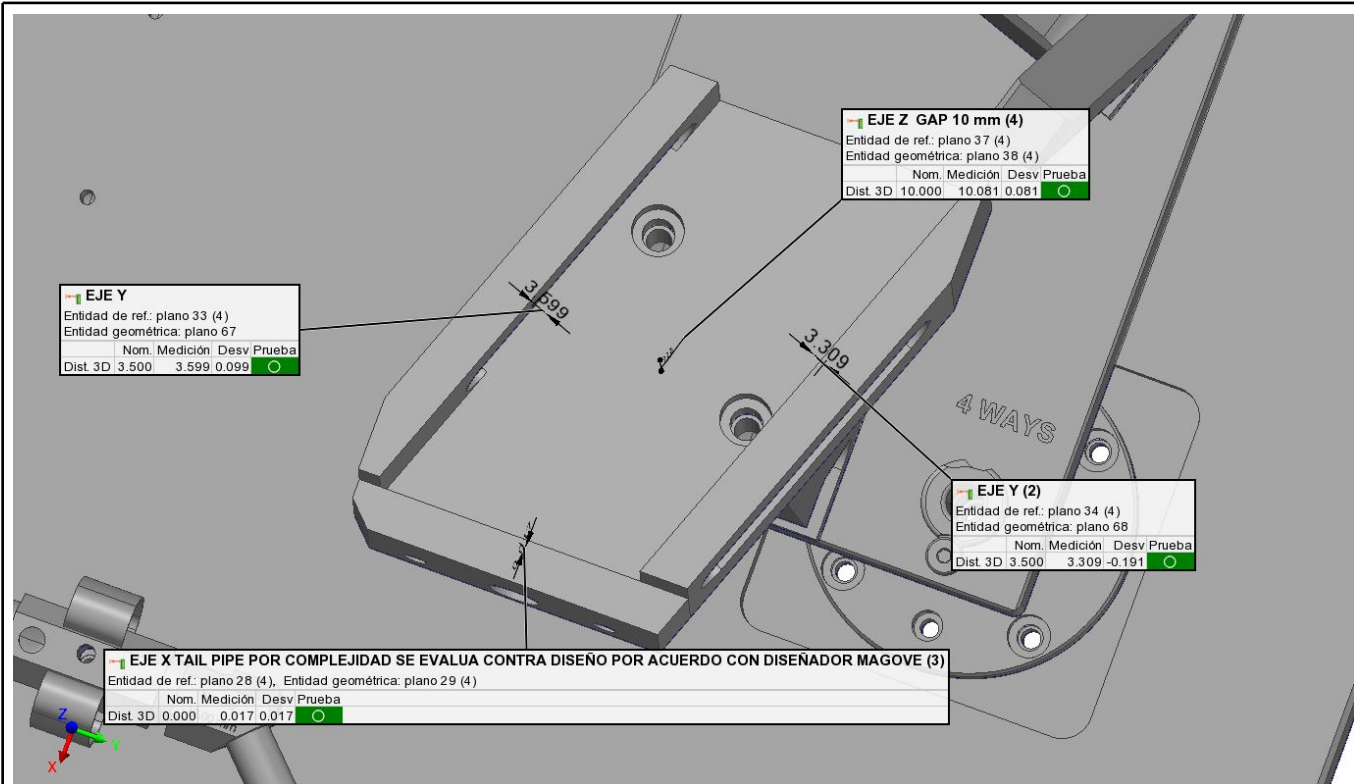 EJE Z GAP 10 mm (4)
Entidad de ref.: plano 37 (4)
Entidad geométrica: plano 38 (4)
Nom. Medición Desv Prueba
Dist. 3D 10.000 10.081 0.081
EJE Y
Entidad de ref.: plano 33 (4)
Entidad geométrica: plano 67
Nom. Medición Desv Prueba
Dist. 3D 3.500 3.599 0.099
3.599
3.309
4 WAYS
EJE Y (2)
Entidad de ref.: plano 34 (4)
Entidad geométrica: plano 68
Nom. Medición Desv Prueba
Dist. 3D 3.500 3.309 -0.191
EJE X TAIL PIPE POR COMPLEJIDAD SE EVALUA CONTRA DISEÑO POR ACUERDO CON DISEÑADOR MAGOVE (3)
Entidad de ref.: plano 28 (4), Entidad geométrica: plano 29 (4)
Nom. Medición Desv Prueba
Dist. 3D 0.000 0.017 0.017
Z
Y
X